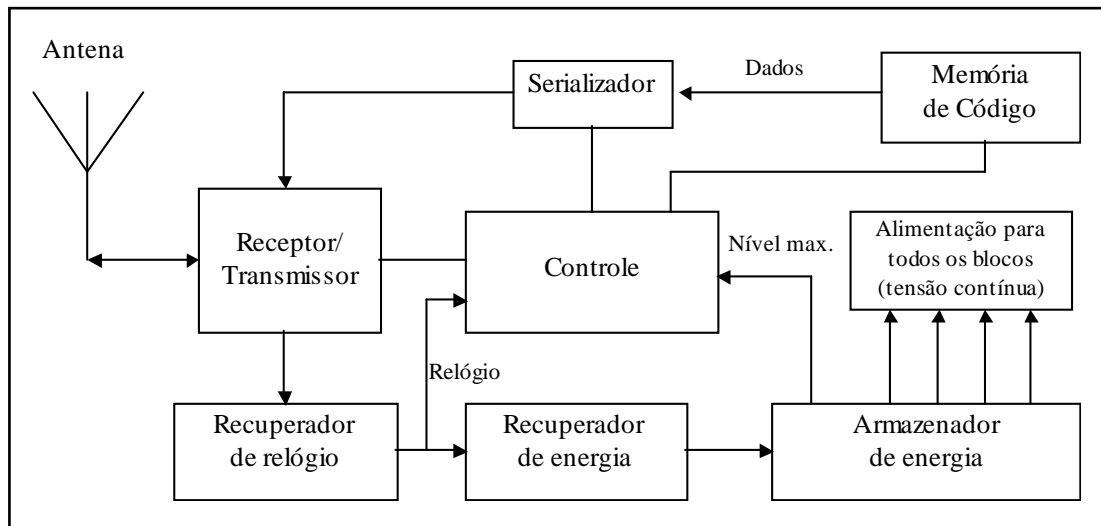 Antena
Serializador
Dados
Memória
de Código
Receptor/
Transmissor
Controle
Nível max.
Alimentação para
todos os blocos
(tensão contínua)
Relógio
Recuperador
de relógio
Recuperador
de energia
Armazenador
de energia